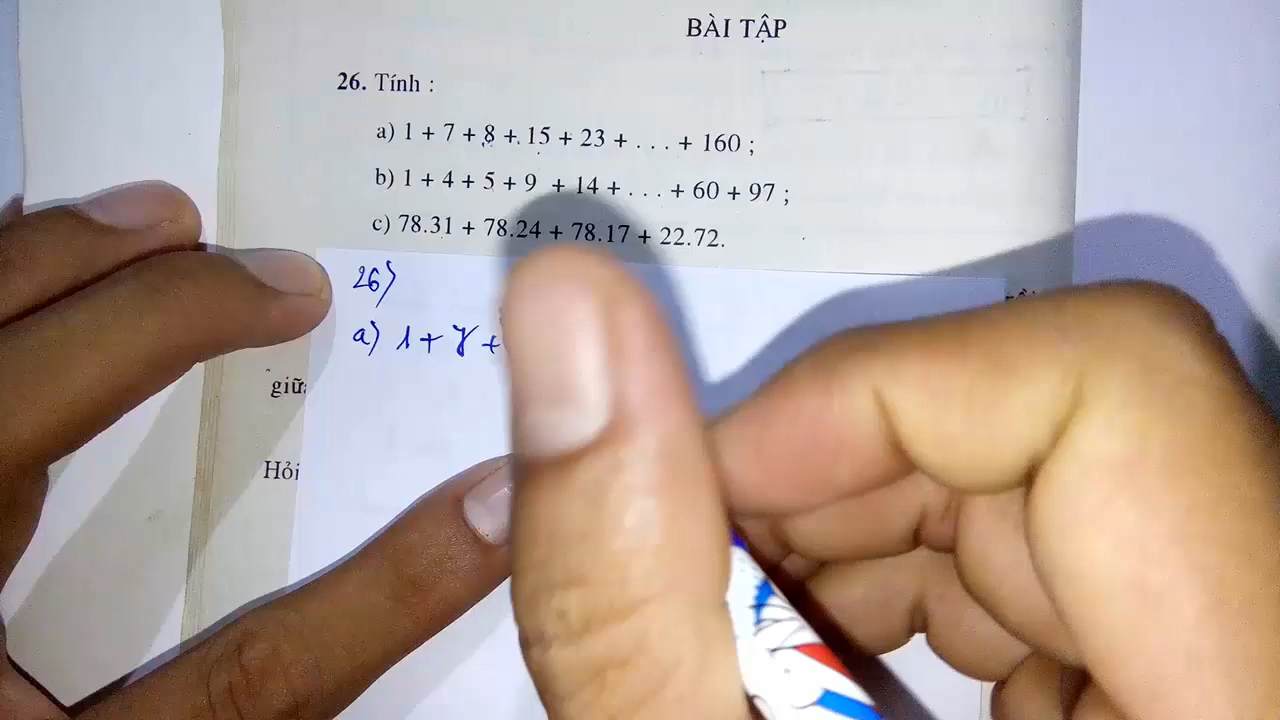 BÀI TẬP
26. Tính :
a) 1 + 7 + 8 + 15 + 23 + . . . + 160 ;
b) 1 + 4 + 5 + 9 + 14 + . . . + 60 + 97 ;
c) 78.31 + 78.24 + 78.17 + 22.72.
26)
a) 1 + 7 +
Hỏi